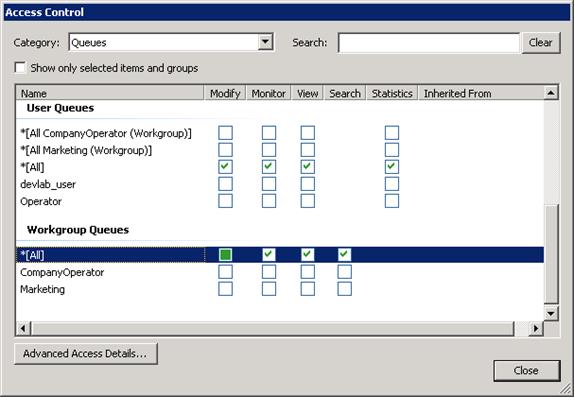 Access Control
Category: Queues Search: Clear
Show only selected items and groups
Name Modify Monitor View Search Statistics Inherited From
User Queues
*[All CompanyOperator (Workgroup)]
*[All Marketing (Workgroup)]
*[All]
devlab_user
Operator
Workgroup Queues
*[All]
CompanyOperator
Marketing
Advanced Access Details...
Close